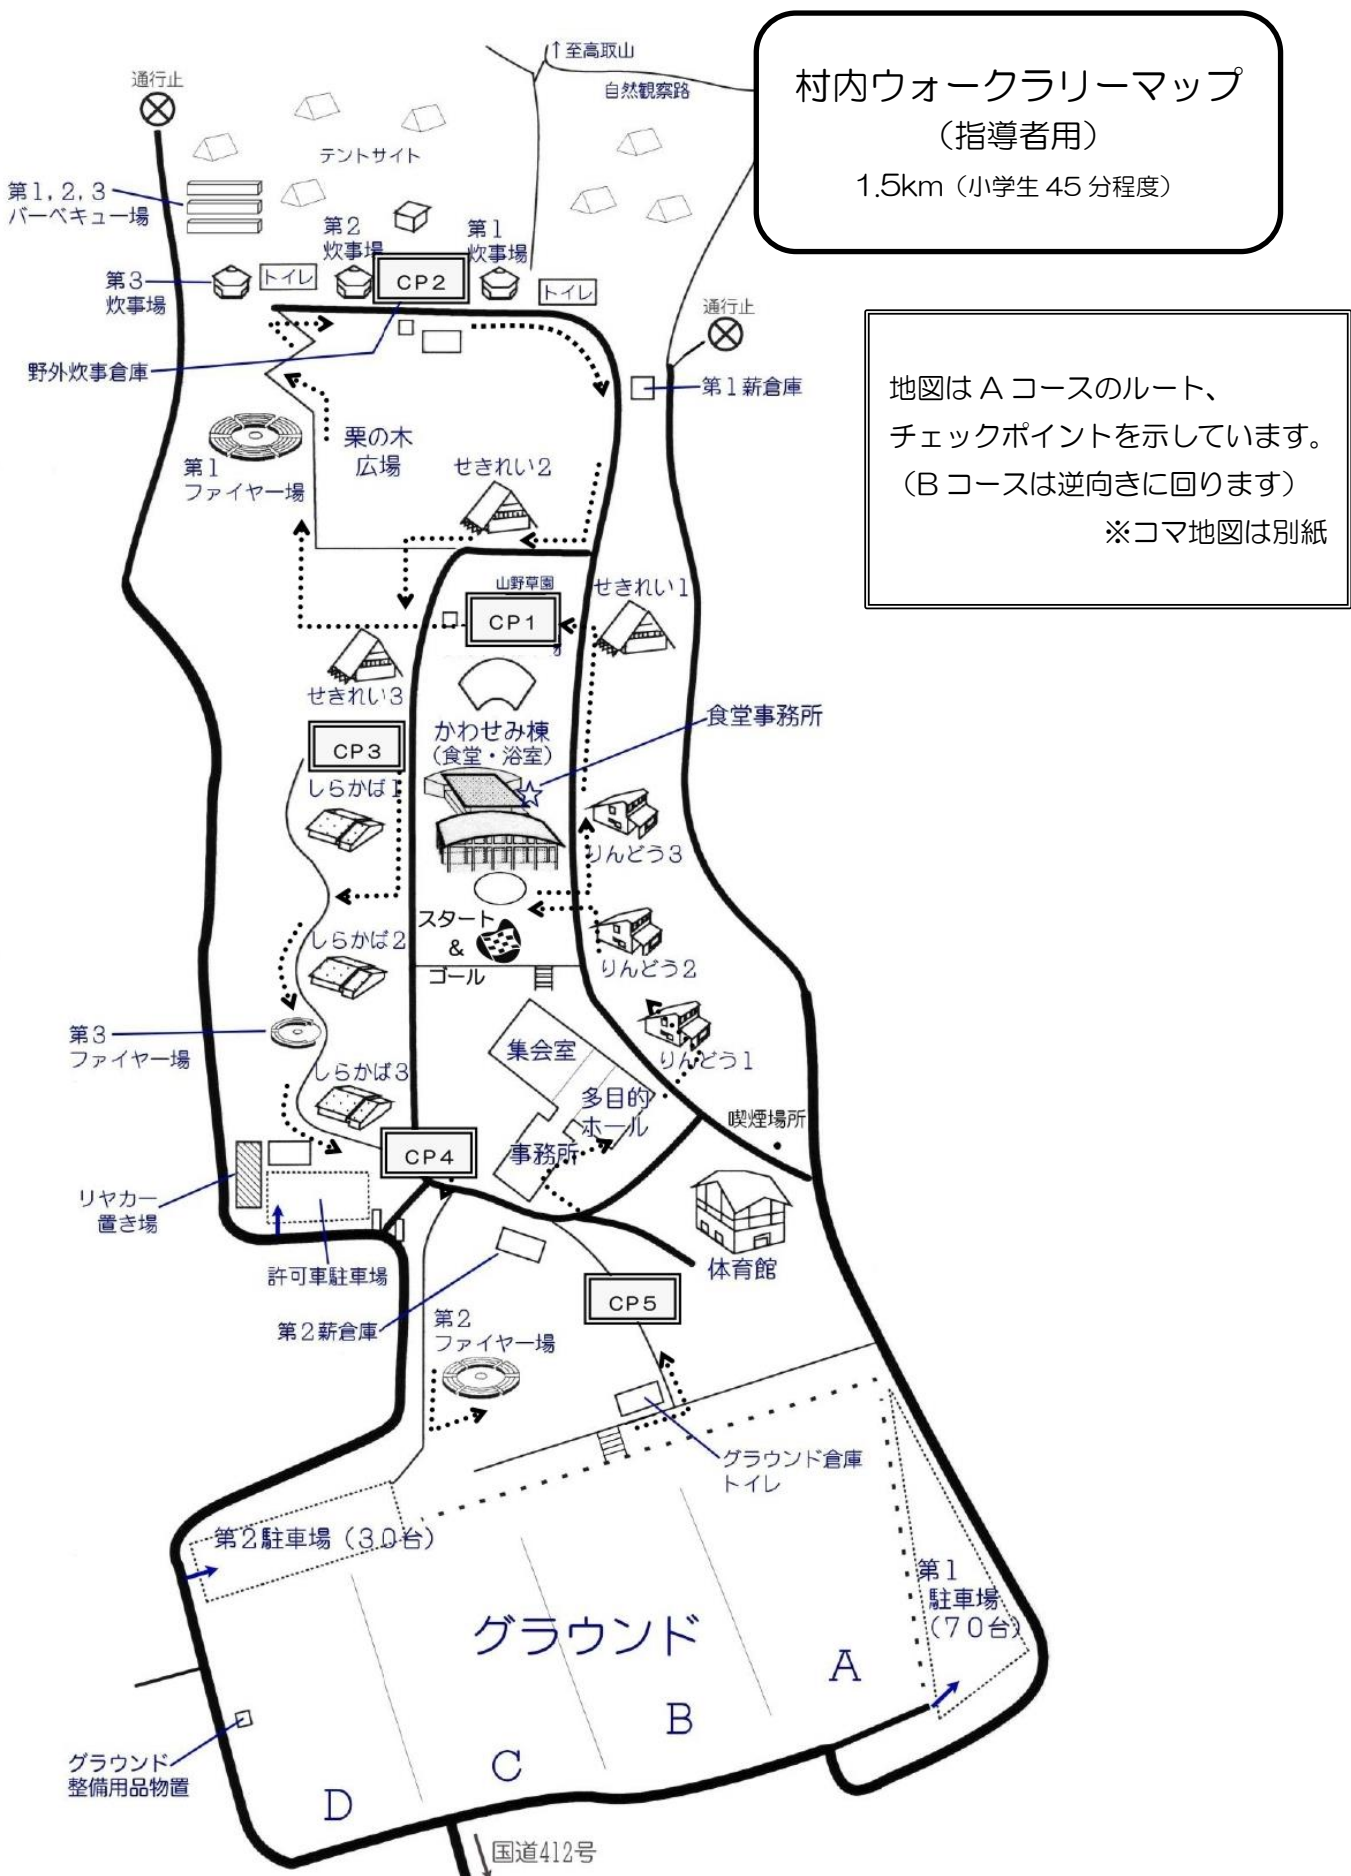 村内ウォークラリーマップ
（指導者用）
1.5km（小学生 45 分程度）
地図は A コースのルート、
チェックポイントを示しています。
（B コースは逆向きに回ります）
※コマ地図は別紙
↑至高取山
自然観察路
通行止
テントサイト
第1,2,3
バーベキュー場
第2
炊事場
第1
炊事場
CP2
第3
炊事場
トイレ
トイレ
通行止
野外炊事倉庫
第1薪倉庫
栗の木
広場
第1
ファイヤー場
せきれい2
山野草園
せきれい1
CP1
せきれい3
食堂事務所
かわせみ棟
（食堂・浴室）
CP3
しらかば1
りんどう3
スタート
&
ゴール
しらかば2
りんどう2
第3
ファイヤー場
集会室
りんどう1
しらかば3
多目的
ホール
喫煙場所
CP4
事務所
リヤカー
置き場
許可車駐車場
体育館
CP5
第2薪倉庫
第2
ファイヤー場
グラウンド倉庫
トイレ
第2駐車場（30台）
第1
駐車場
（70台）
グラウンド
A
B
C
D
グラウンド
整備用品物置
国道412号